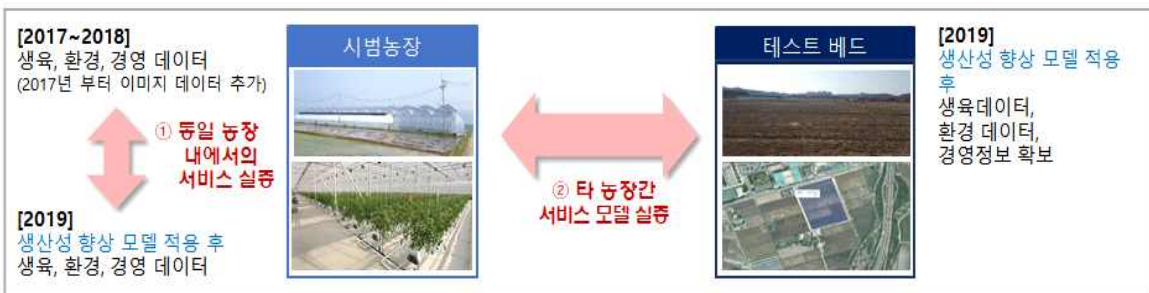 [2017~2018]
생육, 환경, 경영 데이터
(2017년 부터 이미지 데이터 추가)
① 동일 농장
내에서의
서비스 실증
[2019]
생산성 향상 모델 적용 후
생육, 환경, 경영 데이터
시범농장
② 타 농장간
서비스 모델 실증
테스트 베드
[2019]
생산성 향상 모델 적용
후
생육데이터,
환경 데이터,
경영정보 확보